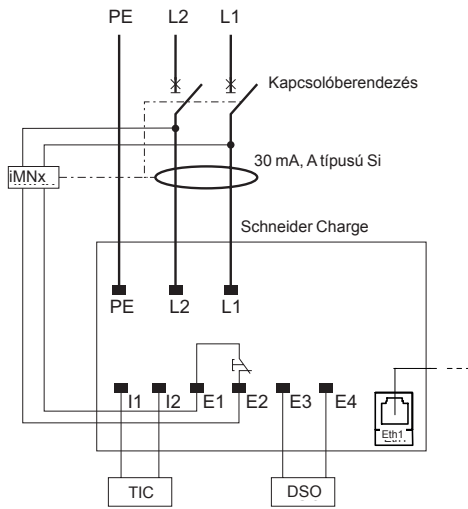 PE L2 L1
Kapcsolóberendezés
30 mA, A típusú Si
iMNx
Schneider Charge
PE L2 L1
I1 I2 E1 E2 E3 E4
Eth1
TIC DSO